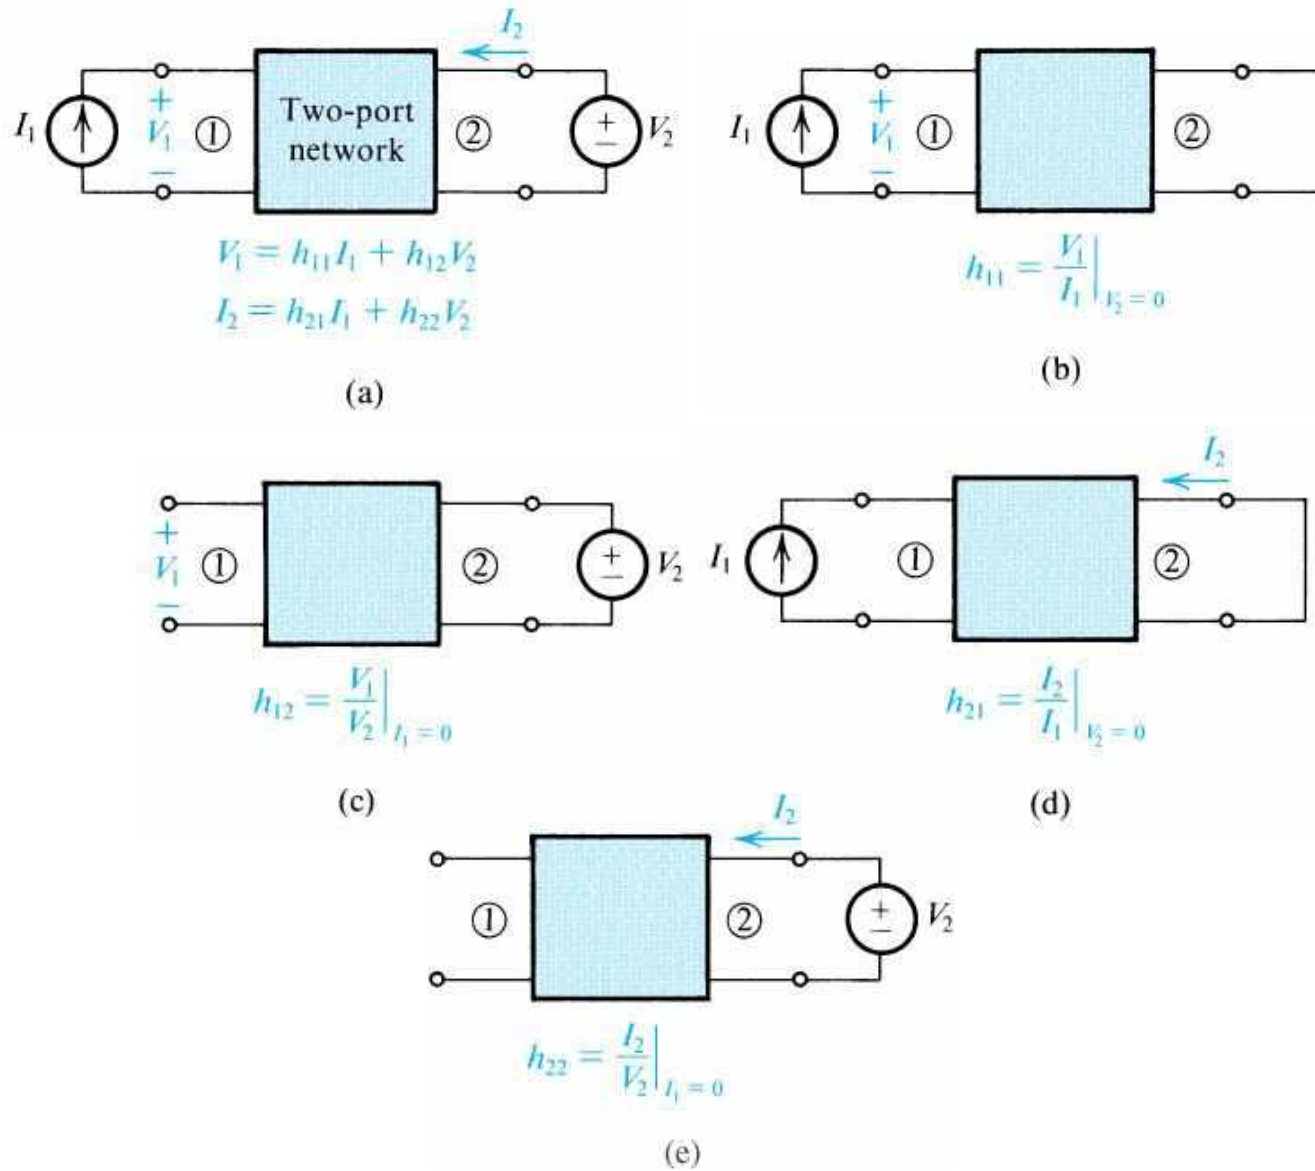 I₂
I₁ + V₁ − ① Two-port network ② + − V₂
V₁ = h₁₁I₁ + h₁₂V₂
I₂ = h₂₁I₁ + h₂₂V₂
(a)
I₁ + V₁ − ① ②
h₁₁ = V₁/I₁ |V₂ = 0
(b)
+ V₁ − ① ② + − V₂
h₁₂ = V₁/V₂ |I₁ = 0
(c)
I₂
I₁ ① ②
h₂₁ = I₂/I₁ |V₂ = 0
(d)
I₂
① ② + − V₂
h₂₂ = I₂/V₂ |I₁ = 0
(e)